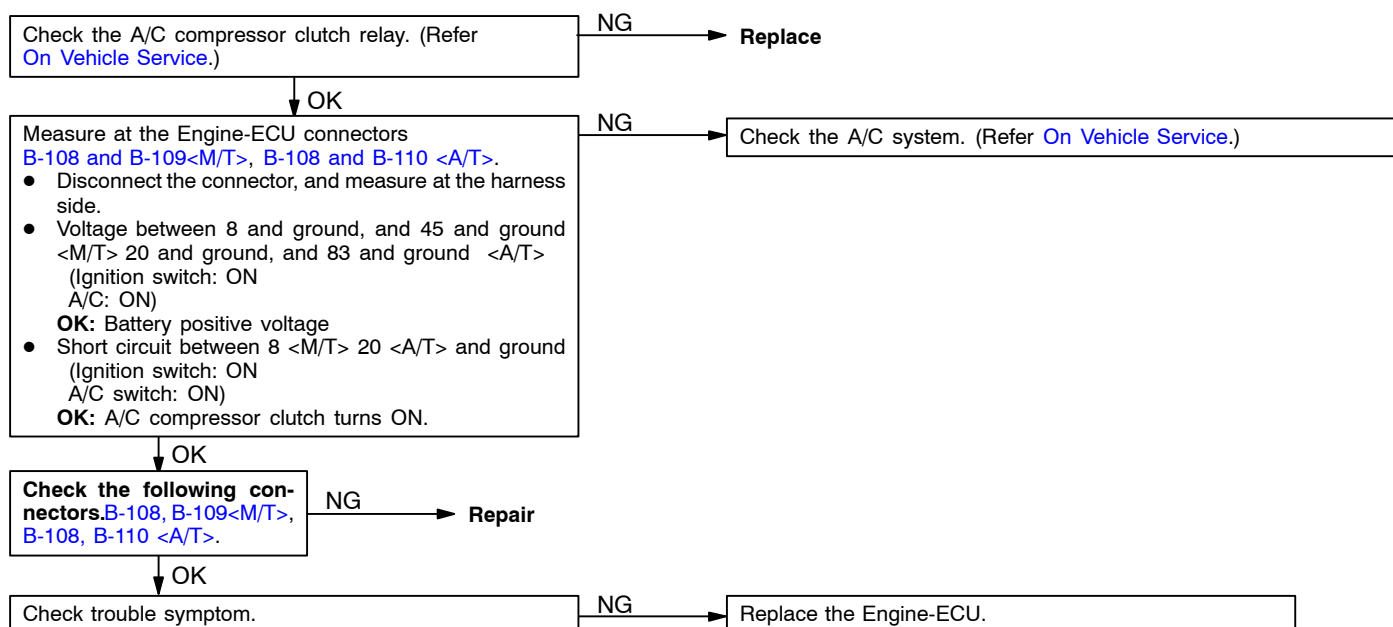 Check the A/C compressor clutch relay. (Refer
On Vehicle Service.)
NG
Replace
OK
Measure at the Engine-ECU connectors
B-108 and B-109<M/T>, B-108 and B-110 <A/T>.
● Disconnect the connector, and measure at the harness
side.
● Voltage between 8 and ground, and 45 and ground
<M/T> 20 and ground, and 83 and ground <A/T>
(Ignition switch: ON
A/C: ON)
OK: Battery positive voltage
● Short circuit between 8 <M/T> 20 <A/T> and ground
(Ignition switch: ON
A/C switch: ON)
OK: A/C compressor clutch turns ON.
NG
Check the A/C system. (Refer On Vehicle Service.)
OK
Check the following con-
nectors.B-108, B-109<M/T>,
B-108, B-110 <A/T>.
NG
Repair
OK
Check trouble symptom.
NG
Replace the Engine-ECU.